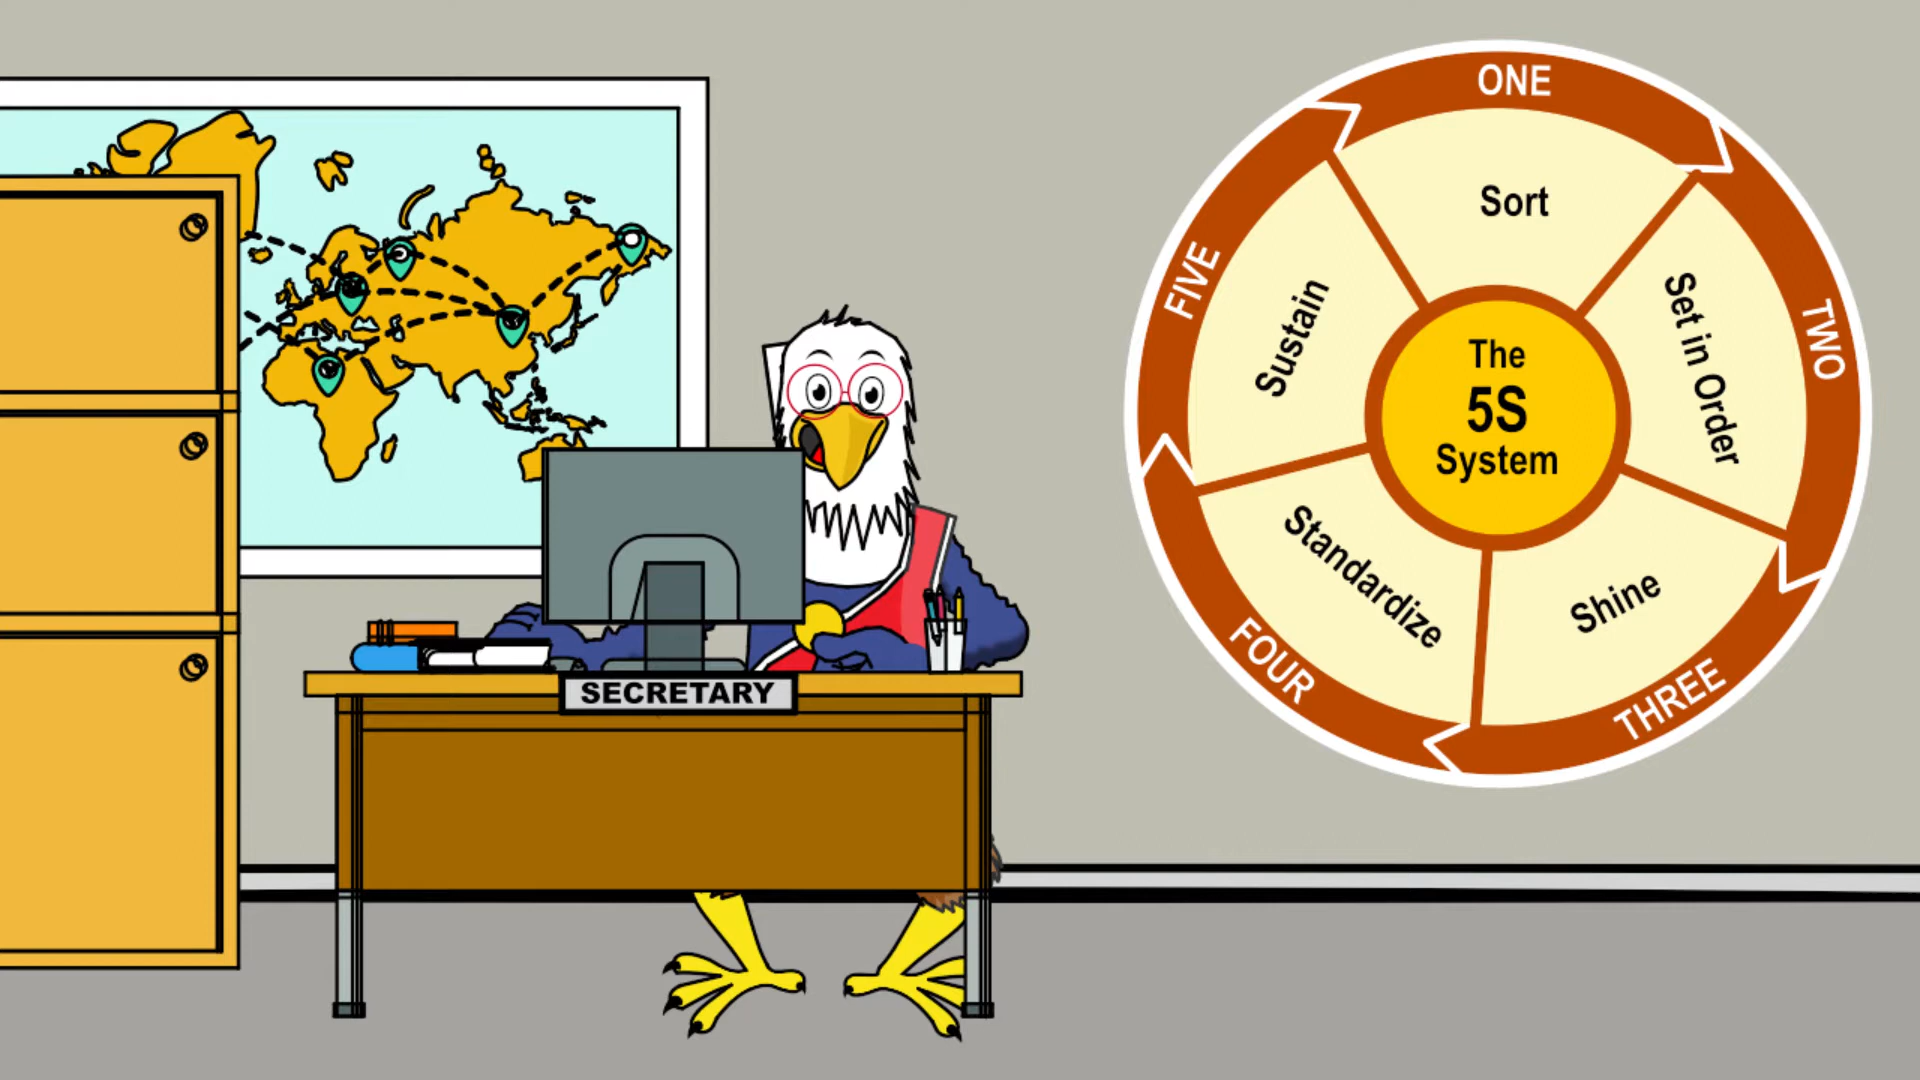 ONE
Sort
TWO
Set in Order
THREE
Shine
FOUR
Standardize
FIVE
Sustain
The
5S
System
SECRETARY